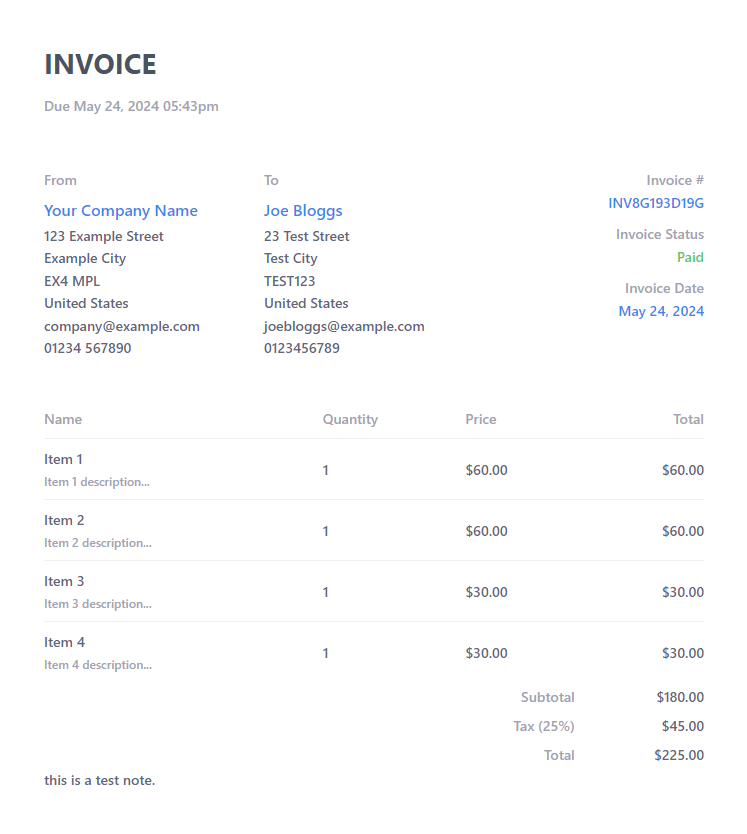 INVOICE
Due May 24, 2024 05:43pm
From
Your Company Name
123 Example Street
Example City
EX4 MPL
United States
company@example.com
01234 567890
To
Joe Bloggs
23 Test Street
Test City
TEST123
United States
joebloggs@example.com
0123456789
Invoice #
INV8G193D19G
Invoice Status
Paid
Invoice Date
May 24, 2024
Name Quantity Price Total
Item 1
Item 1 description...
1 $60.00 $60.00
Item 2
Item 2 description...
1 $60.00 $60.00
Item 3
Item 3 description...
1 $30.00 $30.00
Item 4
Item 4 description...
1 $30.00 $30.00
Subtotal $180.00
Tax (25%) $45.00
Total $225.00
this is a test note.